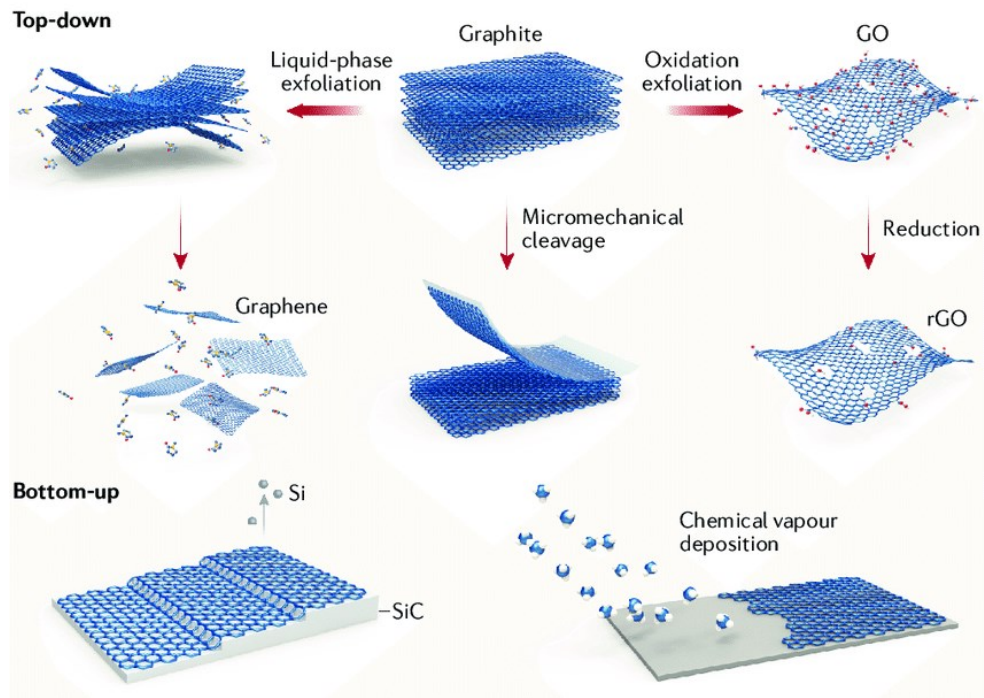 Top-down
Graphite
GO
Liquid-phase
exfoliation
Oxidation
exfoliation
Micromechanical
cleavage
Reduction
Graphene
rGO
Bottom-up
Si
Chemical vapour
deposition
SiC